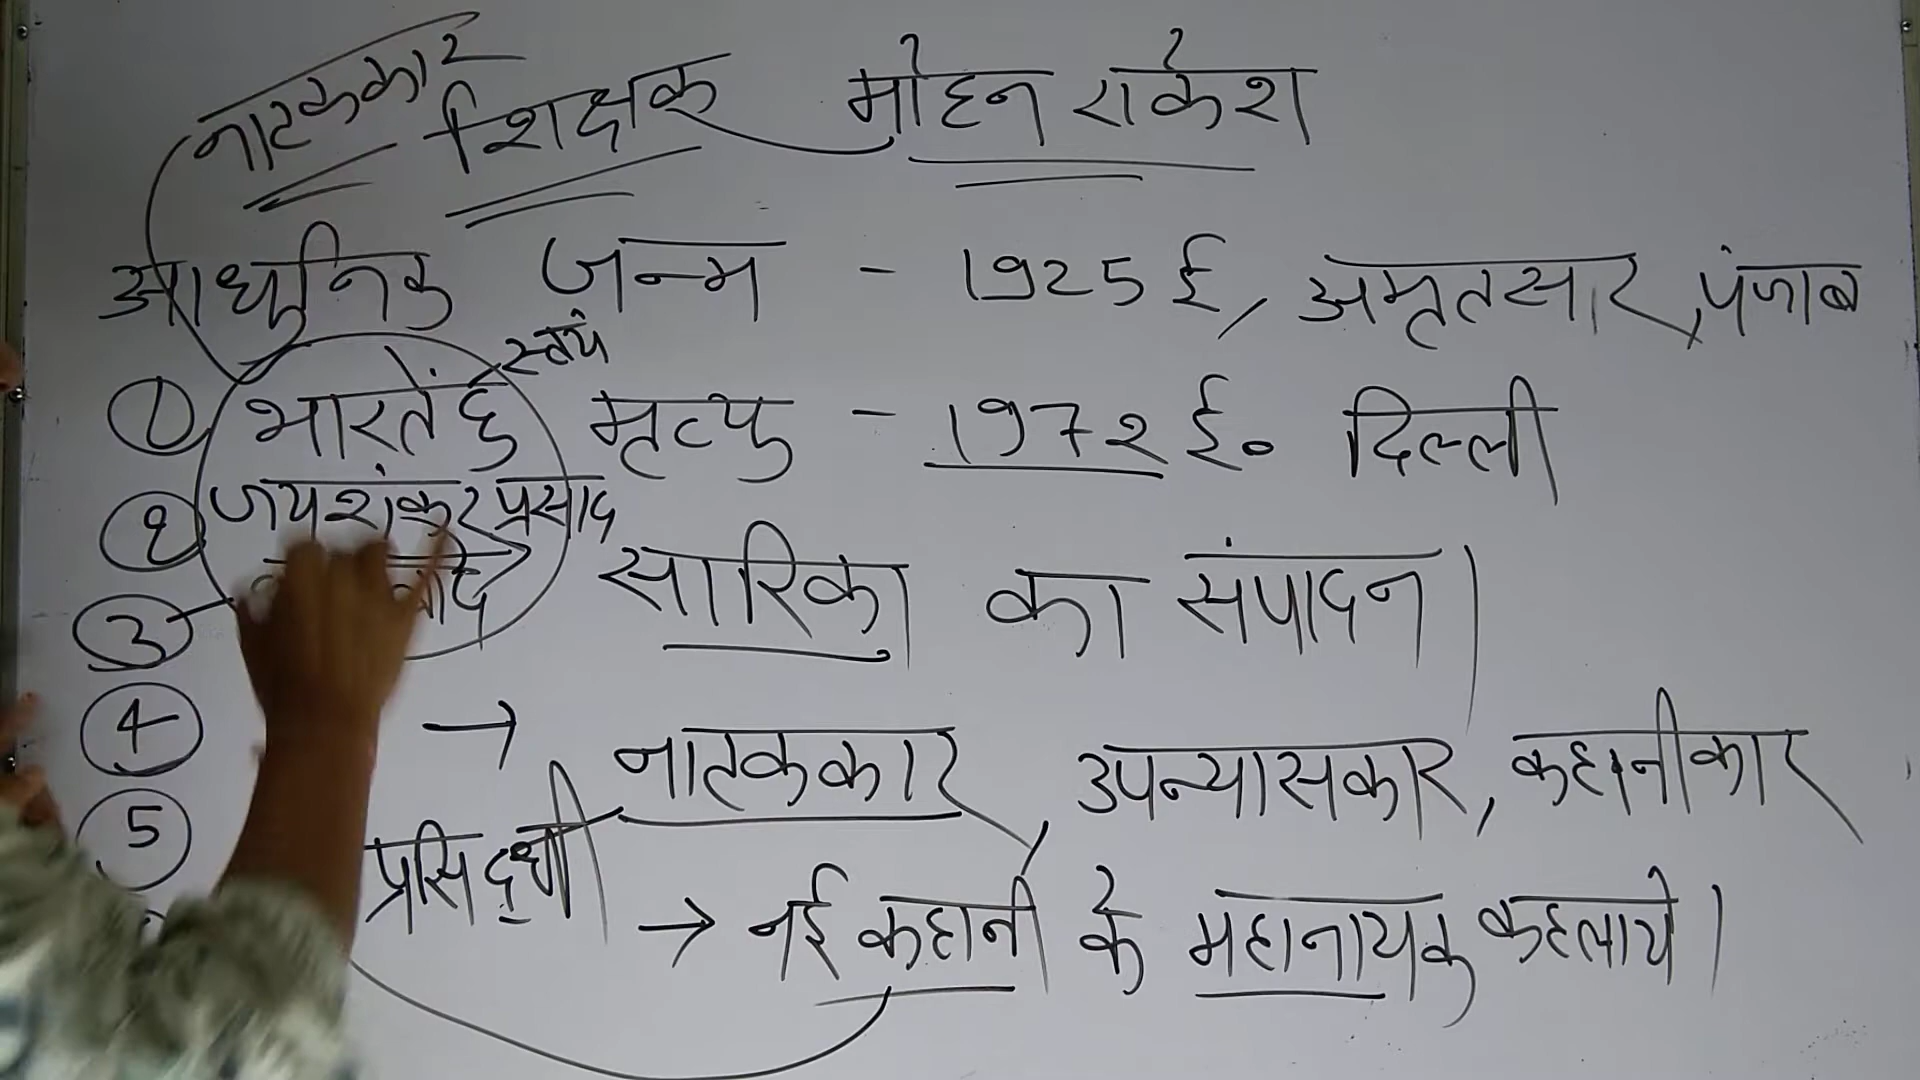 नाटककार शिक्षक मोहन राकेश
आधुनिक जन्म - 1925 ई, अमृतसार, पंजाब
स्वयं
① भारतेंदु मृत्यु - 1972 ई० दिल्ली
② जयशंकर प्रसाद
③ सारिका का संपादन।
④ → नाटककार, उपन्यासकार, कहानीकार
⑤ प्रसिद्धी
→ नई कहानी के महानायक कहलाये।